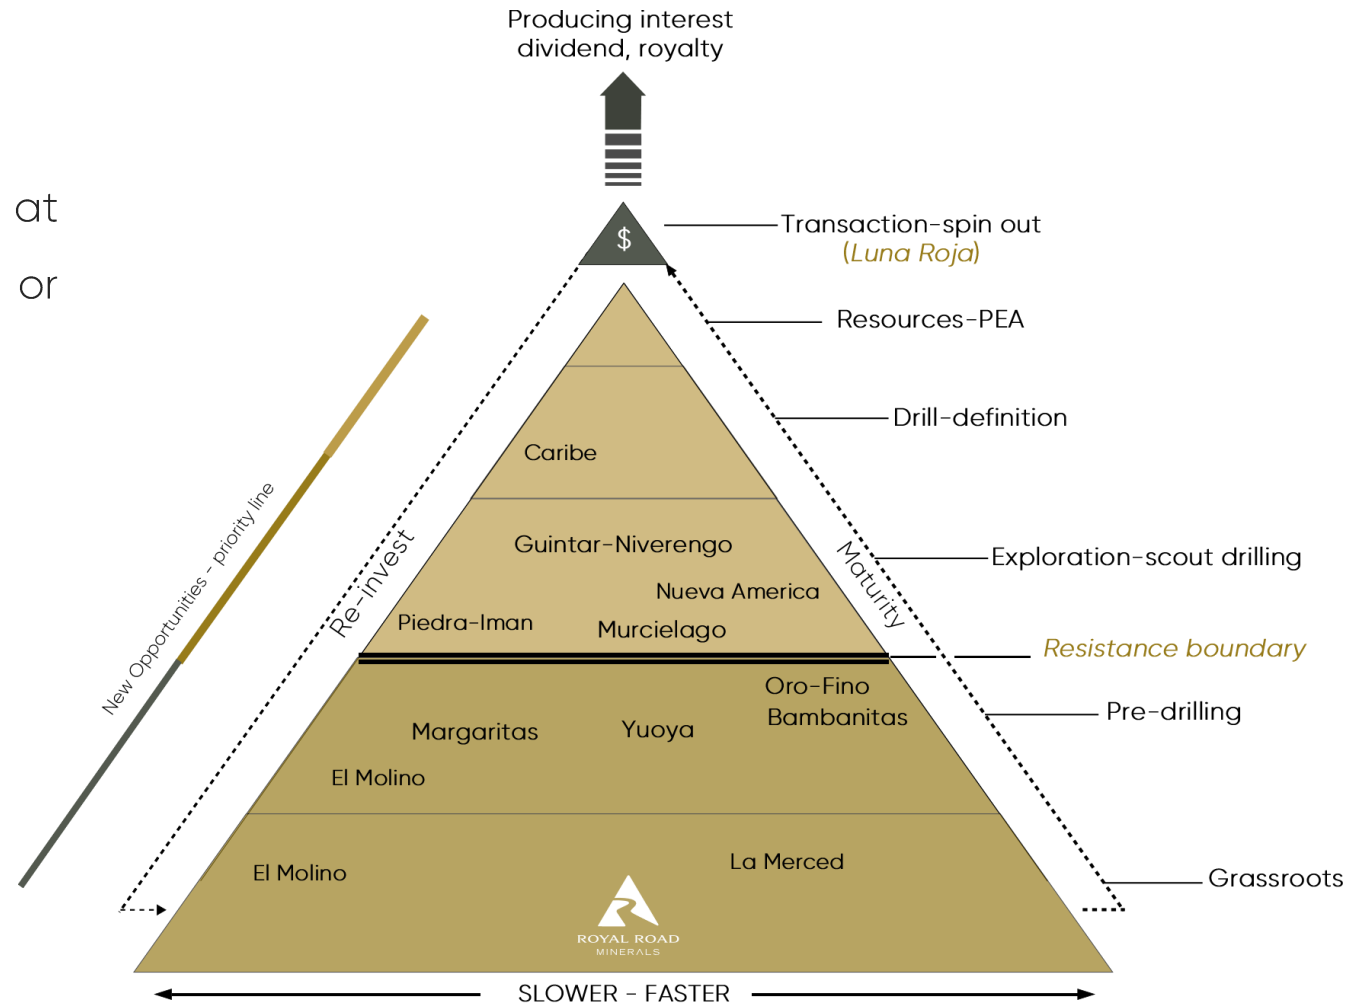 Producing interest
dividend, royalty
at
or
$
Transaction-spin out
(Luna Roja)
Resources-PEA
Drill-definition
Caribe
New Opportunities - priority line
Re-invest
Maturity
Guintar-Niverengo
Exploration-scout drilling
Nueva America
Piedra-Iman
Murcielago
Resistance boundary
Oro-Fino
Bambanitas
Pre-drilling
Margaritas
Yuoya
El Molino
El Molino
La Merced
Grassroots
ROYAL ROAD
MINERALS
SLOWER - FASTER